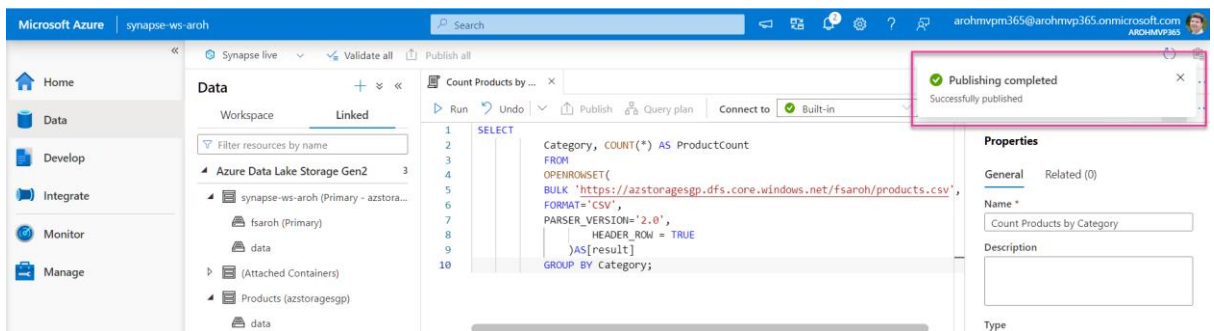 Microsoft Azure synapse-ws-aroh Search arohmvpm365@arohmvp365.onmicrosoft.com
AROHMVP365
Synapse live Validate all Publish all
Home
Data
Develop
Integrate
Monitor
Manage
Data
Workspace Linked
Filter resources by name
Azure Data Lake Storage Gen2 3
synapse-ws-aroh (Primary - azstora...
fsaroh (Primary)
data
(Attached Containers)
Products (azstoragesgp)
data
Count Products by ...
Run Undo Publish Query plan Connect to Built-in
1 SELECT
2 Category, COUNT(*) AS ProductCount
3 FROM
4 OPENROWSET(
5 BULK 'https://azstoragesgp.dfs.core.windows.net/fsaroh/products.csv',
6 FORMAT='CSV',
7 PARSER_VERSION='2.0',
8 HEADER_ROW = TRUE
9 )AS[result]
10 GROUP BY Category;
Publishing completed
Successfully published
Properties
General Related (0)
Name *
Count Products by Category
Description
Type